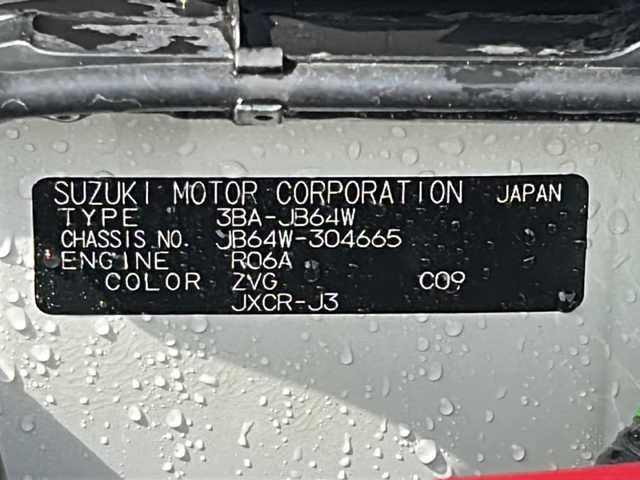 SUZUKI MOTOR CORPORATION JAPAN
TYPE 3BA-JB64W
CHASSIS NO. JB64W-304665
ENGINE R06A
COLOR ZVG C09
JXCR-J3